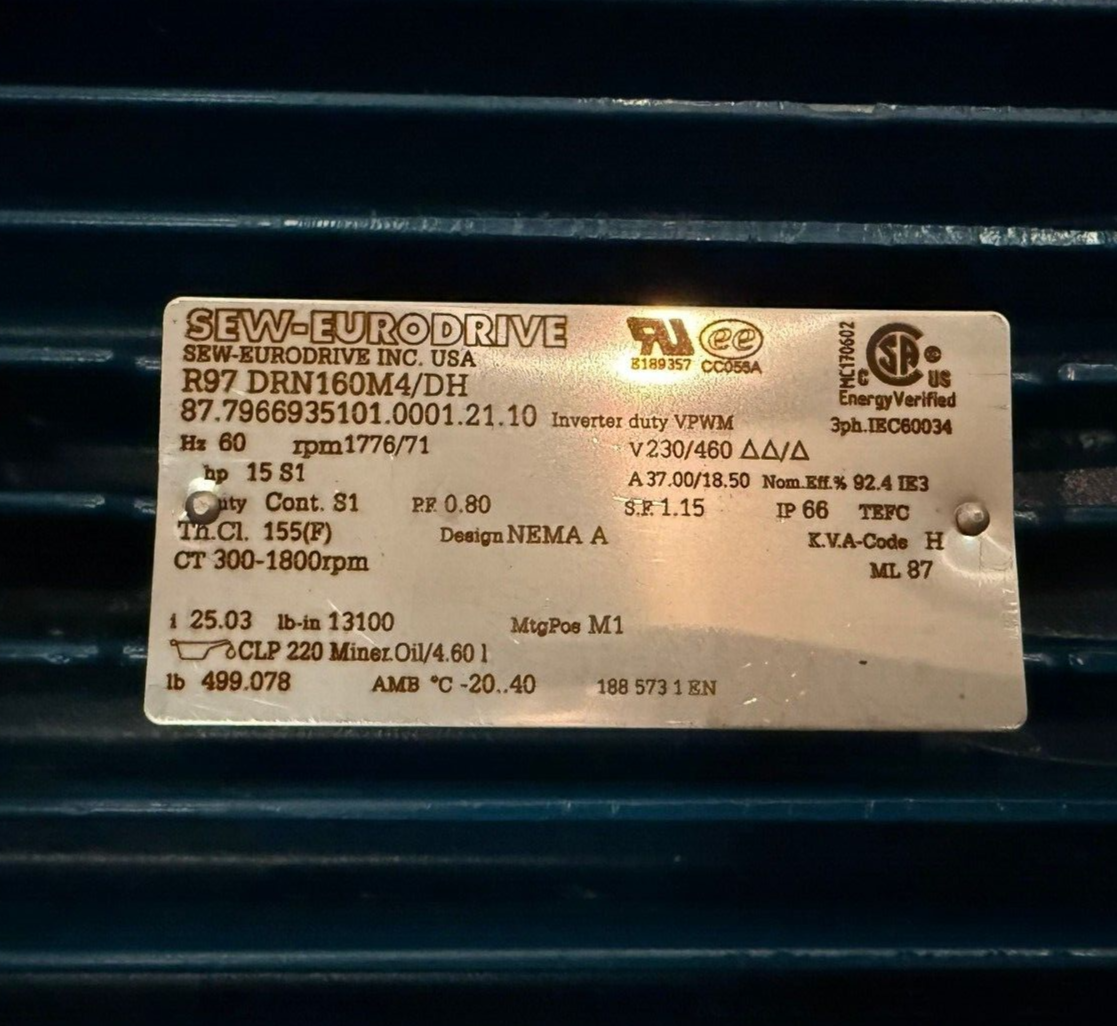 SEW-EURODRIVE
SEW-EURODRIVE INC. USA
E189357 CC056A
MC170602
C US
Energy Verified
R97 DRN160M4/DH
87.7966935101.0001.21.10 Inverter duty VPWM 3ph.IEC60034
Hz 60 rpm1776/71 V230/460 ΔΔ/Δ
hp 15 S1 A 37.00/18.50 Nom.Eff.% 92.4 IE3
uty Cont. S1 P.F. 0.80 S.F. 1.15 IP 66 TEFC
Th.Cl. 155(F) Design NEMA A K.V.A-Code H
CT 300-1800rpm ML 87
i 25.03 lb-in 13100 MtgPos M1
CLP 220 Miner.Oil/4.60 l
lb 499.078 AMB °C -20..40 188 573 1 EN